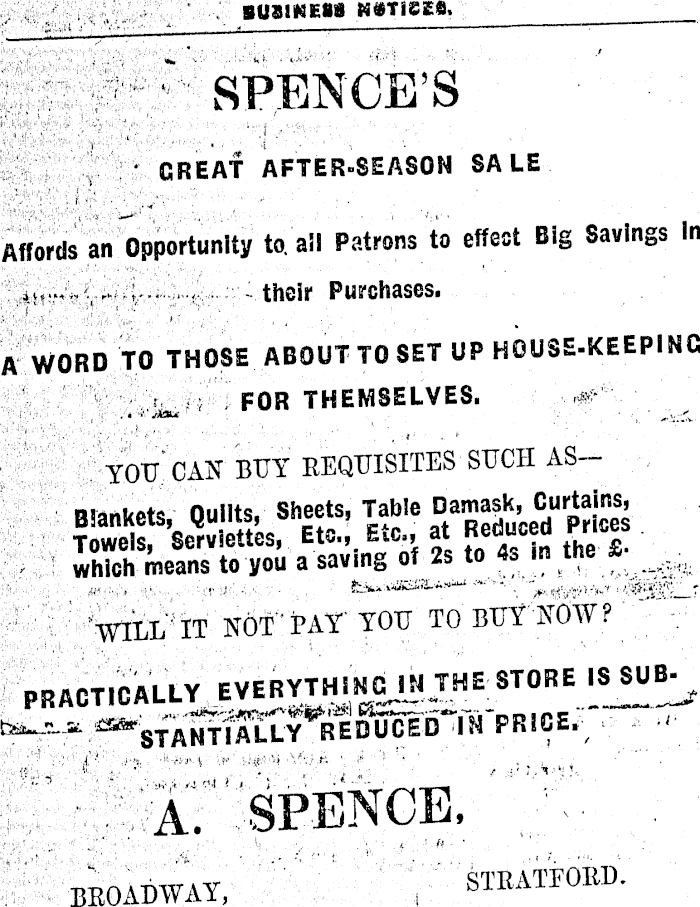 BUSINESS NOTICES.
SPENCE'S
GREAT AFTER-SEASON SALE
Affords an Opportunity to all Patrons to effect Big Savings in
their Purchases.
A WORD TO THOSE ABOUT TO SET UP HOUSE-KEEPING
FOR THEMSELVES.
YOU CAN BUY REQUISITES SUCH AS—
Blankets, Quilts, Sheets, Table Damask, Curtains,
Towels, Serviettes, Etc., Etc., at Reduced Prices
which means to you a saving of 2s to 4s in the £.
WILL IT NOT PAY YOU TO BUY NOW?
PRACTICALLY EVERYTHING IN THE STORE IS SUB-
STANTIALLY REDUCED IN PRICE.
A. SPENCE,
BROADWAY, STRATFORD.